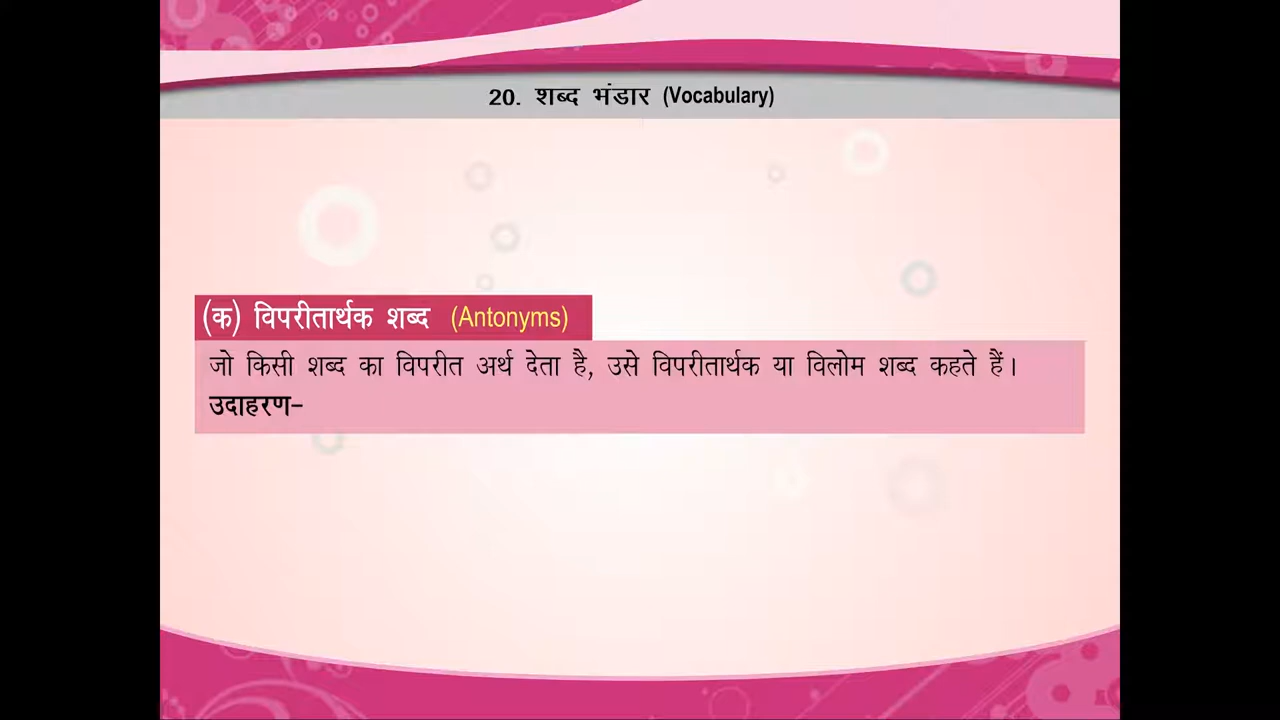 20. शब्द भंडार (Vocabulary)
(क) विपरीतार्थक शब्द (Antonyms)
जो किसी शब्द का विपरीत अर्थ देता है, उसे विपरीतार्थक या विलोम शब्द कहते हैं।
उदाहरण–